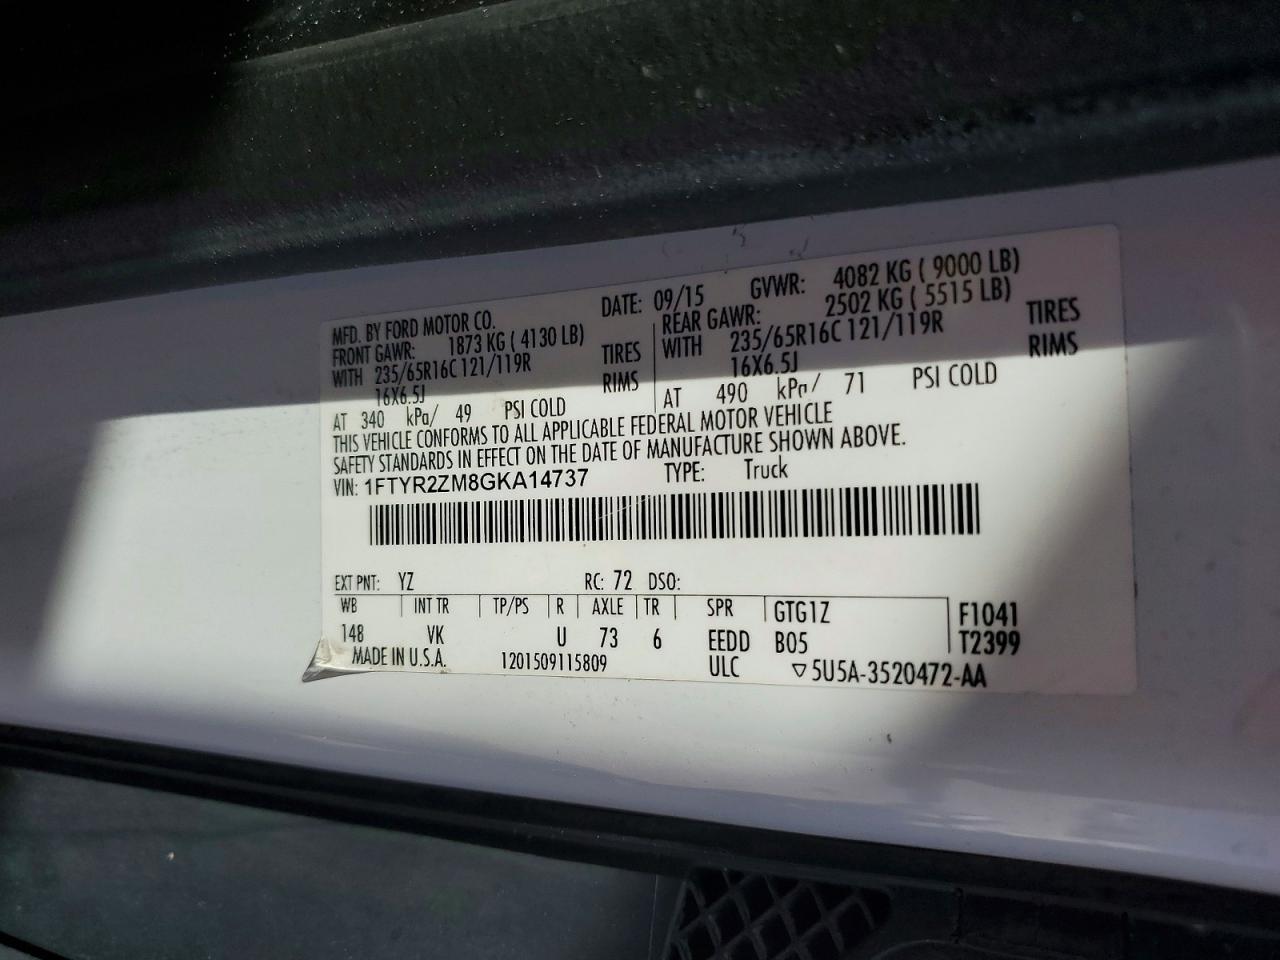 MFD. BY FORD MOTOR CO. DATE: 09/15 GVWR: 4082 KG ( 9000 LB)
FRONT GAWR: 1873 KG ( 4130 LB) REAR GAWR: 2502 KG ( 5515 LB)
WITH 235/65R16C 121/119R TIRES WITH 235/65R16C 121/119R TIRES
16X6.5J RIMS 16X6.5J RIMS
AT 340 kPa/ 49 PSI COLD AT 490 kPa/ 71 PSI COLD
THIS VEHICLE CONFORMS TO ALL APPLICABLE FEDERAL MOTOR VEHICLE
SAFETY STANDARDS IN EFFECT ON THE DATE OF MANUFACTURE SHOWN ABOVE.
VIN: 1FTYR2ZM8GKA14737 TYPE: Truck
EXT PNT: YZ RC: 72 DSO:
WB INT TR TP/PS R AXLE TR SPR GTG1Z F1041
148 VK U 73 6 EEDD B05 T2399
MADE IN U.S.A. 1201509115809 ULC ▽5U5A-3520472-AA